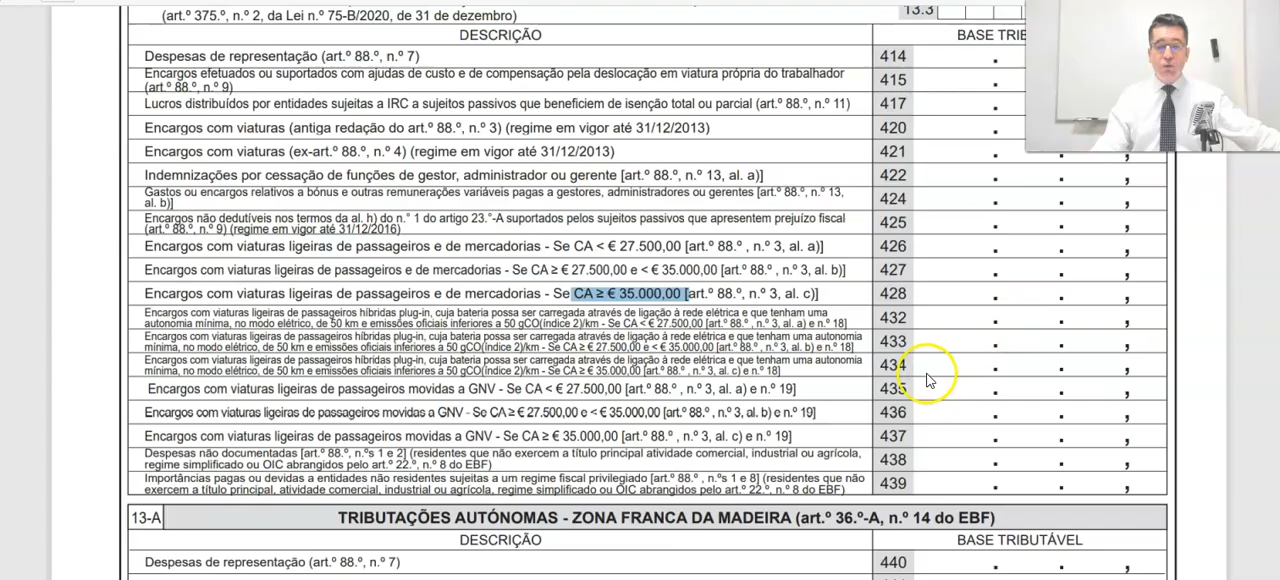 (art.º 375.º, n.º 2, da Lei n.º 75-B/2020, de 31 de dezembro)
13.3
DESCRIÇÃO
BASE
Despesas de representação (art.º 88.º, n.º 7)
414
Encargos efetuados ou suportados com ajudas de custo e de compensação pela deslocação em viatura própria do trabalhador
(art.º 88.º, n.º 9)
415
Lucros distribuídos por entidades sujeitas a IRC a sujeitos passivos que beneficiem de isenção total ou parcial (art.º 88.º, n.º 11)
417
Encargos com viaturas (antiga redação do art.º 88.º, n.º 3) (regime em vigor até 31/12/2013)
420
Encargos com viaturas (ex-art.º 88.º, n.º 4) (regime em vigor até 31/12/2013)
421
Indemnizações por cessação de funções de gestor, administrador ou gerente [art.º 88.º, n.º 13, al. a)]
422
Gastos ou encargos relativos a bónus e outras remunerações variáveis pagas a gestores, administradores ou gerentes [art.º 88.º, n.º 13,
al. b)]
424
Encargos não dedutíveis nos termos da al. h) do n.° 1 do artigo 23.°-A suportados pelos sujeitos passivos que apresentem prejuízo fiscal
(art.º 88.º, n.º 9) (regime em vigor até 31/12/2016)
425
Encargos com viaturas ligeiras de passageiros e de mercadorias - Se CA < € 27.500,00 [art.º 88.º , n.º 3, al. a)]
426
Encargos com viaturas ligeiras de passageiros e de mercadorias - Se CA ≥ € 27.500,00 e < € 35.000,00 [art.º 88.º , n.º 3, al. b)]
427
Encargos com viaturas ligeiras de passageiros e de mercadorias - Se CA ≥ € 35.000,00 [art.º 88.º, n.º 3, al. c)]
428
Encargos com viaturas ligeiras de passageiros híbridas plug-in, cuja bateria possa ser carregada através de ligação à rede elétrica e que tenham uma
autonomia mínima, no modo elétrico, de 50 km e emissões oficiais inferiores a 50 gCO(índice 2)/km - Se CA < € 27.500,00 [art.º 88.º, n.º 3, al. a) e n.º 18]
432
Encargos com viaturas ligeiras de passageiros híbridas plug-in, cuja bateria possa ser carregada através de ligação à rede elétrica e que tenham uma autonomia
mínima, no modo elétrico, de 50 km e emissões oficiais inferiores a 50 gCO(índice 2)/km - Se CA ≥ € 27.500,00 e < € 35.000,00 [art.º 88.º, n.º 3, al. b) e n.º 18]
433
Encargos com viaturas ligeiras de passageiros híbridas plug-in, cuja bateria possa ser carregada através de ligação à rede elétrica e que tenham uma autonomia
mínima, no modo elétrico, de 50 km e emissões oficiais inferiores a 50 gCO(índice 2)/km - Se CA ≥ € 35.000,00 [art.º 88.º, n.º 3, al. c) e n.º 18]
434
Encargos com viaturas ligeiras de passageiros movidas a GNV - Se CA < € 27.500,00 [art.º 88.º , n.º 3, al. a) e n.º 19]
435
Encargos com viaturas ligeiras de passageiros movidas a GNV - Se CA ≥ € 27.500,00 e < € 35.000,00 [art.º 88.º , n.º 3, al. b) e n.º 19]
436
Encargos com viaturas ligeiras de passageiros movidas a GNV - Se CA ≥ € 35.000,00 [art.º 88.º , n.º 3, al. c) e n.º 19]
437
Despesas não documentadas [art.º 88.º, n.ºs 1 e 2] (residentes que não exercem a título principal atividade comercial, industrial ou agrícola,
regime simplificado ou OIC abrangidos pelo art.º 22.º, n.º 8 do EBF)
438
Importâncias pagas ou devidas a entidades não residentes sujeitas a um regime fiscal privilegiado [art.º 88.º , n.ºs 1 e 8] (residentes que não
exercem a título principal, atividade comercial, industrial ou agrícola, regime simplificado ou OIC abrangidos pelo art.º 22.º, n.º 8 do EBF)
439
13-A
TRIBUTAÇÕES AUTÓNOMAS - ZONA FRANCA DA MADEIRA (art.º 36.º-A, n.º 14 do EBF)
DESCRIÇÃO
BASE TRIBUTÁVEL
Despesas de representação (art.º 88.º, n.º 7)
440